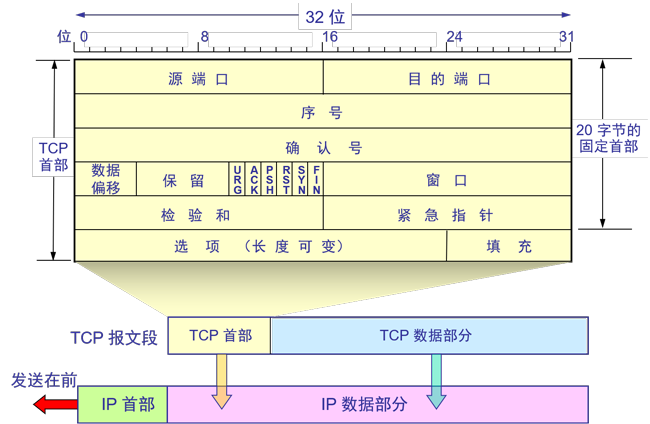 32 位
位 0 8 16 24 31
源 端 口 目 的 端 口
序 号
TCP
首部
20 字节的
固定首部
确 认 号
数据
偏移
保 留
URG
ACK
PSH
RST
SYN
FIN
窗 口
检 验 和 紧 急 指 针
选 项 （长 度 可 变） 填 充
TCP 报文段 TCP 首部 TCP 数据部分
发送在前
IP 首部 IP 数据部分